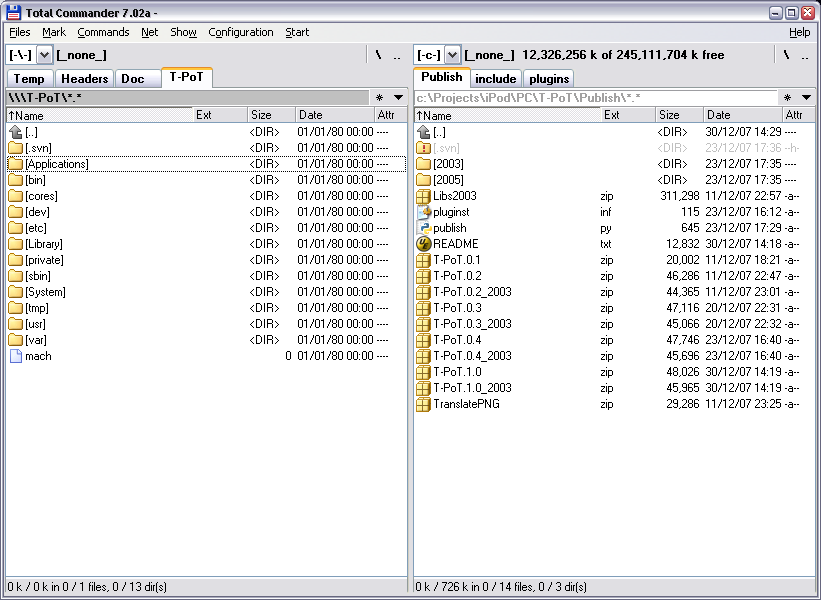 Total Commander 7.02a -
Files Mark Commands Net Show Configuration Start Help
[-\-] [_none_] \ ..
Temp Headers Doc T-PoT
\\\T-PoT\*.* * 
↑Name Ext Size Date Attr
[..] <DIR> 01/01/80 00:00 ----
[.svn] <DIR> 01/01/80 00:00 ----
[Applications] <DIR> 01/01/80 00:00 ----
[bin] <DIR> 01/01/80 00:00 ----
[cores] <DIR> 01/01/80 00:00 ----
[dev] <DIR> 01/01/80 00:00 ----
[etc] <DIR> 01/01/80 00:00 ----
[Library] <DIR> 01/01/80 00:00 ----
[private] <DIR> 01/01/80 00:00 ----
[sbin] <DIR> 01/01/80 00:00 ----
[System] <DIR> 01/01/80 00:00 ----
[tmp] <DIR> 01/01/80 00:00 ----
[usr] <DIR> 01/01/80 00:00 ----
[var] <DIR> 01/01/80 00:00 ----
mach 0 01/01/80 00:00 ----
0 k / 0 k in 0 / 1 files, 0 / 13 dir(s)
[-c-] [_none_] 12,326,256 k of 245,111,704 k free \ ..
Publish include plugins
c:\Projects\iPod\PC\T-PoT\Publish\*.* *
↑Name Ext Size Date Attr
[..] <DIR> 30/12/07 14:29 ----
[.svn] <DIR> 23/12/07 17:36 --h-
[2003] <DIR> 23/12/07 17:35 ----
[2005] <DIR> 23/12/07 17:35 ----
Libs2003 zip 311,298 11/12/07 22:57 -a--
pluginst inf 115 23/12/07 16:12 -a--
publish py 645 23/12/07 17:29 -a--
README txt 12,832 30/12/07 14:18 -a--
T-PoT.0.1 zip 20,002 11/12/07 18:21 -a--
T-PoT.0.2 zip 46,286 11/12/07 22:47 -a--
T-PoT.0.2_2003 zip 44,365 11/12/07 23:01 -a--
T-PoT.0.3 zip 47,116 20/12/07 22:31 -a--
T-PoT.0.3_2003 zip 45,066 20/12/07 22:32 -a--
T-PoT.0.4 zip 47,746 23/12/07 16:40 -a--
T-PoT.0.4_2003 zip 45,696 23/12/07 16:40 -a--
T-PoT.1.0 zip 48,026 30/12/07 14:19 -a--
T-PoT.1.0_2003 zip 45,965 30/12/07 14:19 -a--
TranslatePNG zip 29,286 11/12/07 23:25 -a--
0 k / 726 k in 0 / 14 files, 0 / 3 dir(s)